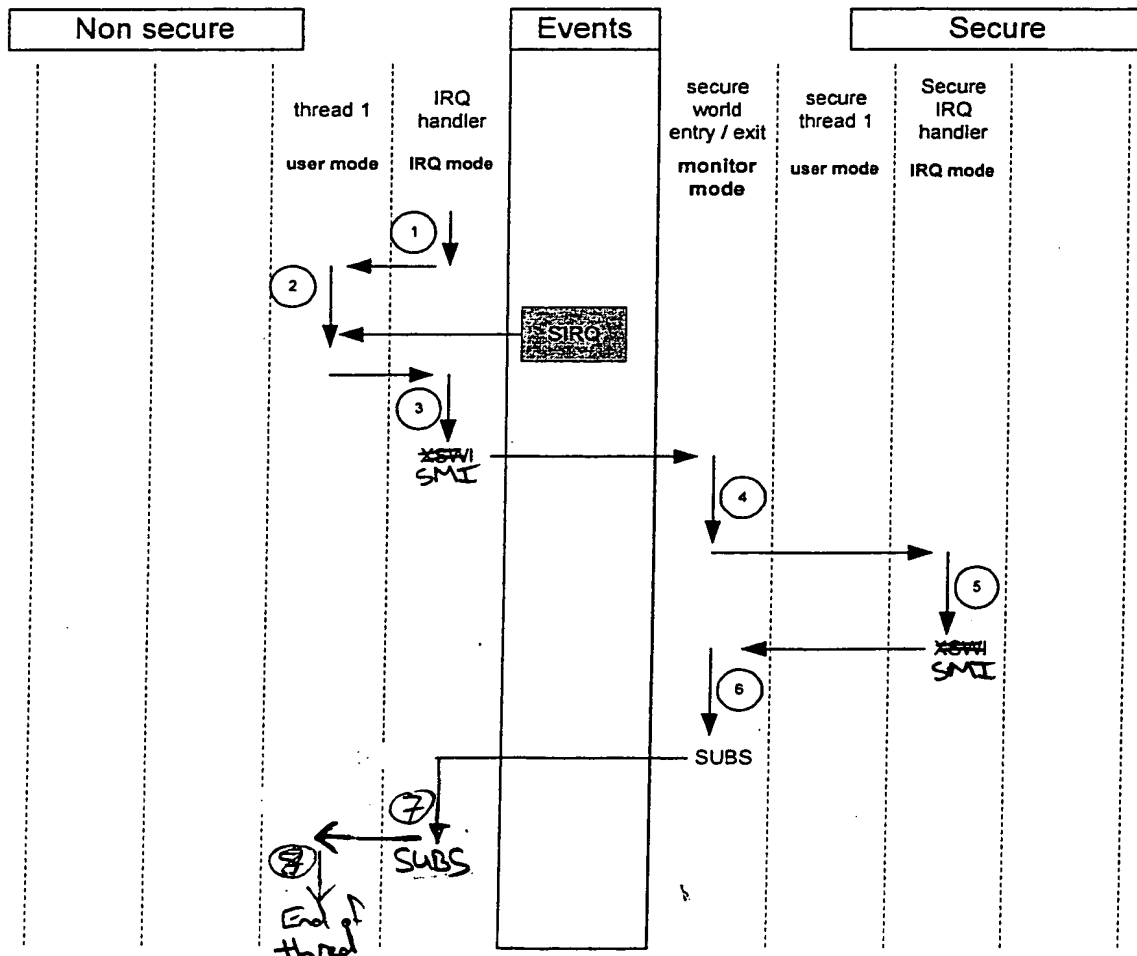 Non secure
Events
Secure
thread 1
user mode
IRQ
handler
IRQ mode
secure
world
entry / exit
monitor
mode
secure
thread 1
user mode
Secure
IRQ
handler
IRQ mode
1
2
SIRQ
3
XSWI
SMI
4
5
XSWI
SMI
6
SUBS
7
SUBS
8
End of
thread